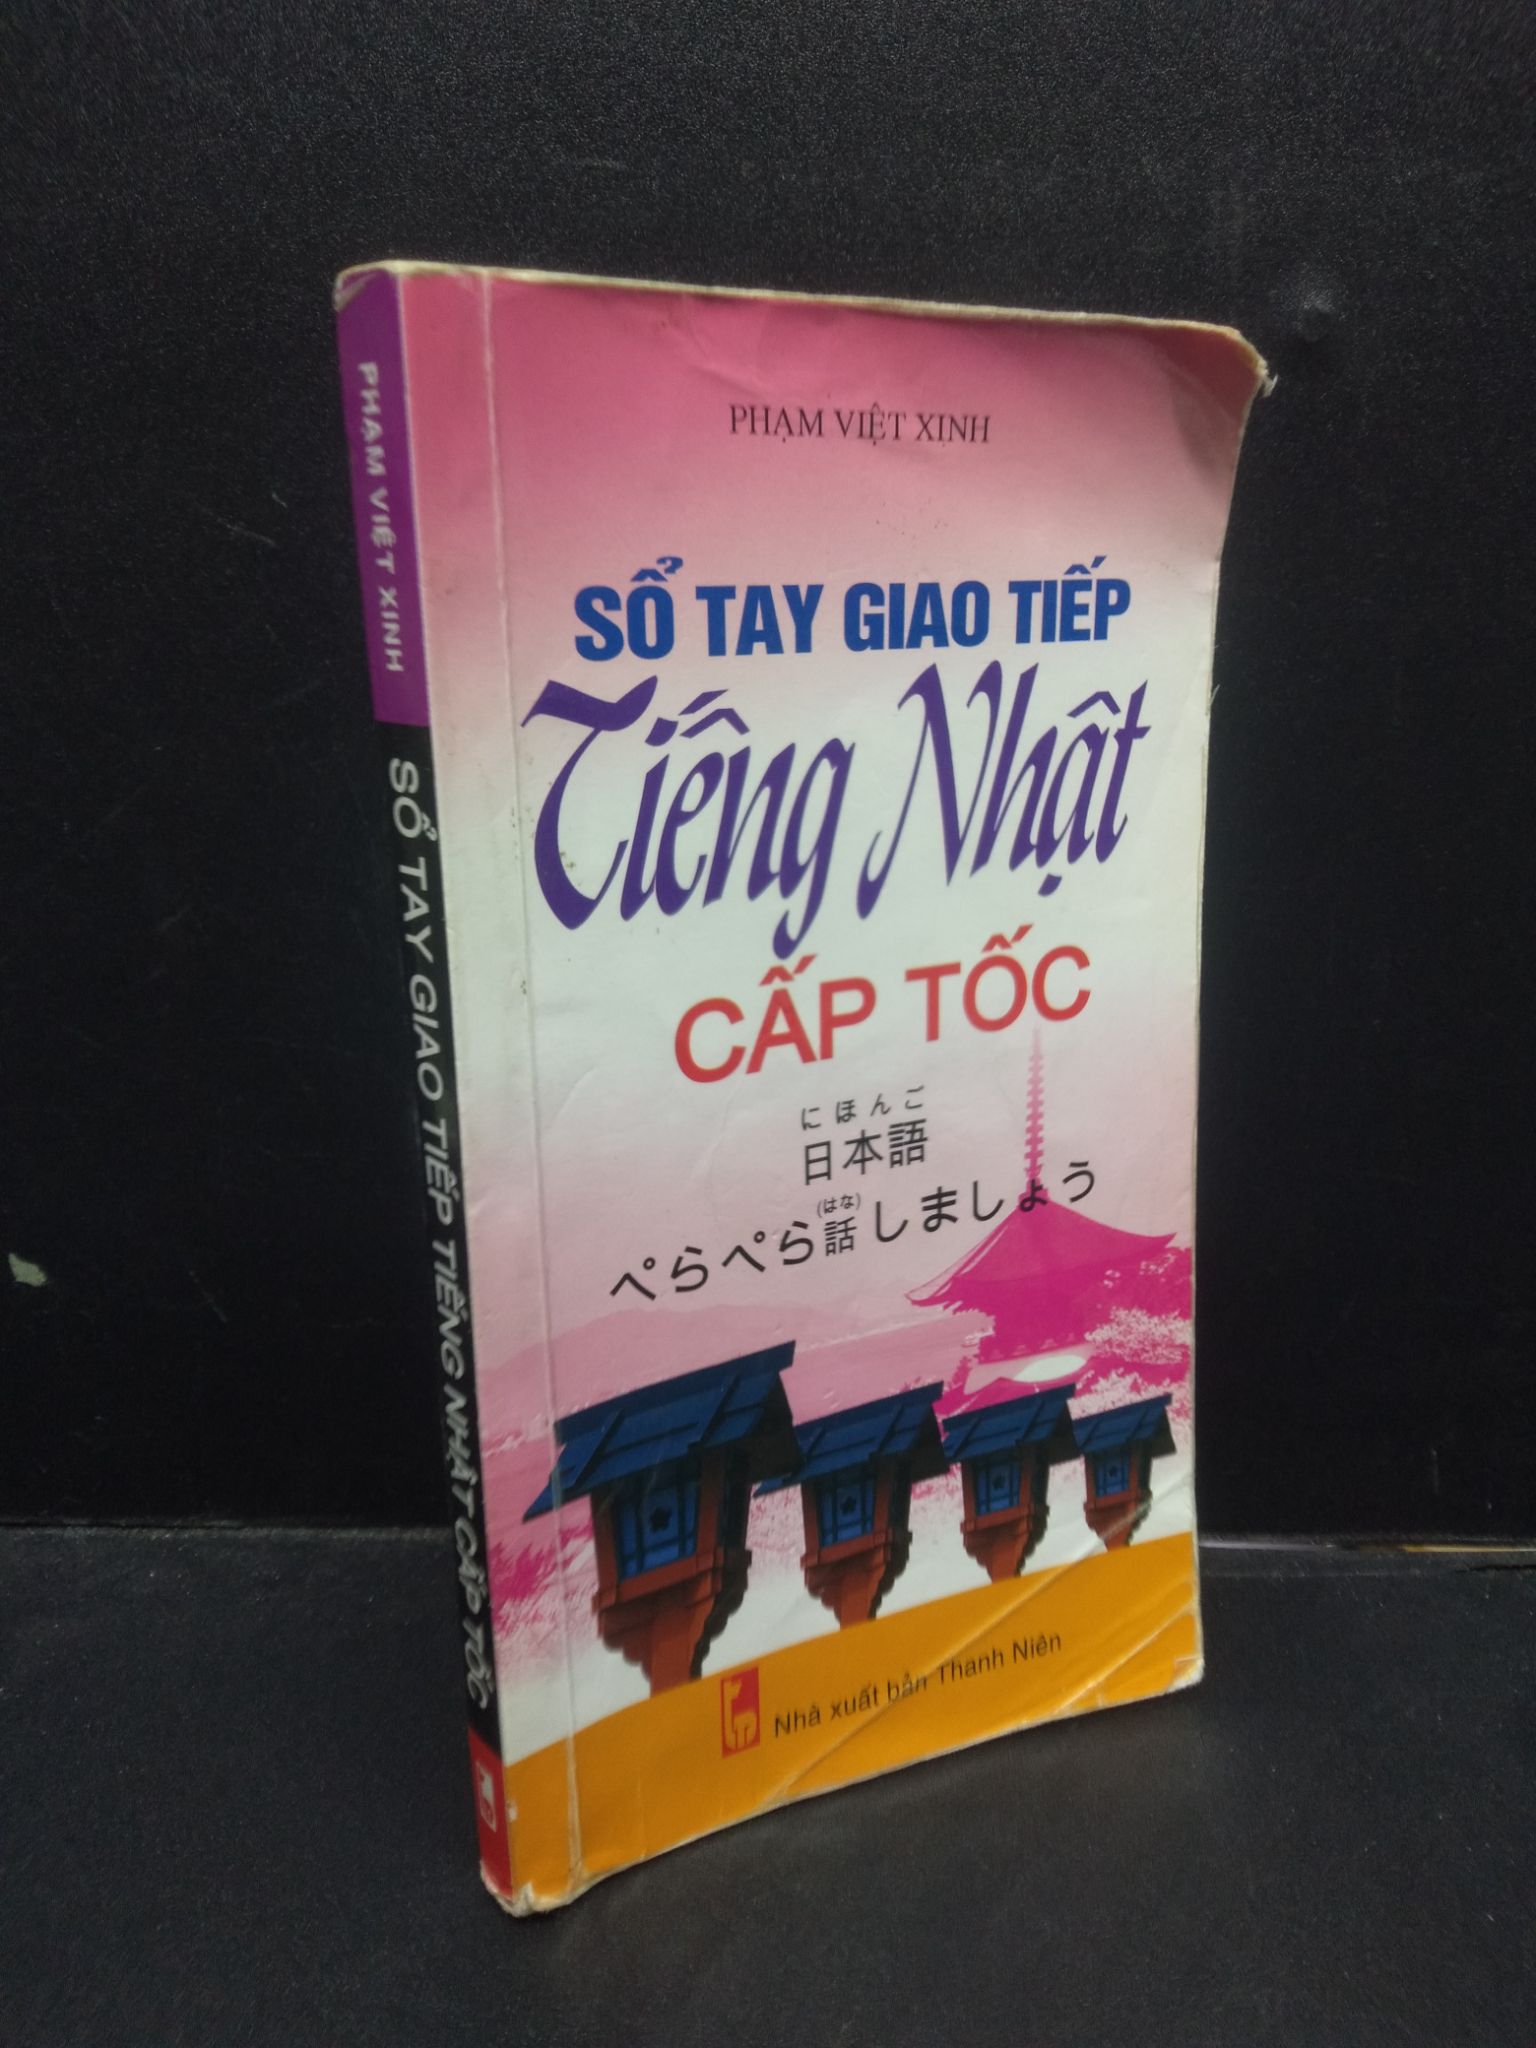 PHẠM VIỆT XINH
SỔ TAY GIAO TIẾP TIẾNG NHẬT CẤP TỐC
PHẠM VIỆT XINH
SỔ TAY GIAO TIẾP
Tiếng Nhật
CẤP TỐC
にほんご
日本語
(はな)
ぺらぺら話しましょう
Nhà xuất bản Thanh Niên